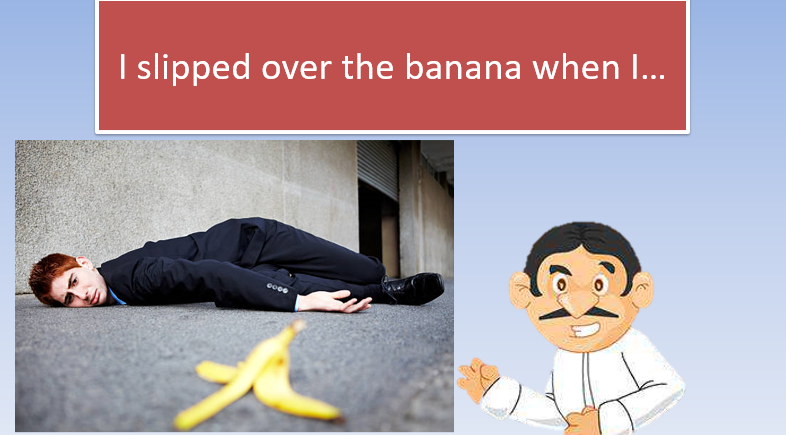 I slipped over the banana when I…